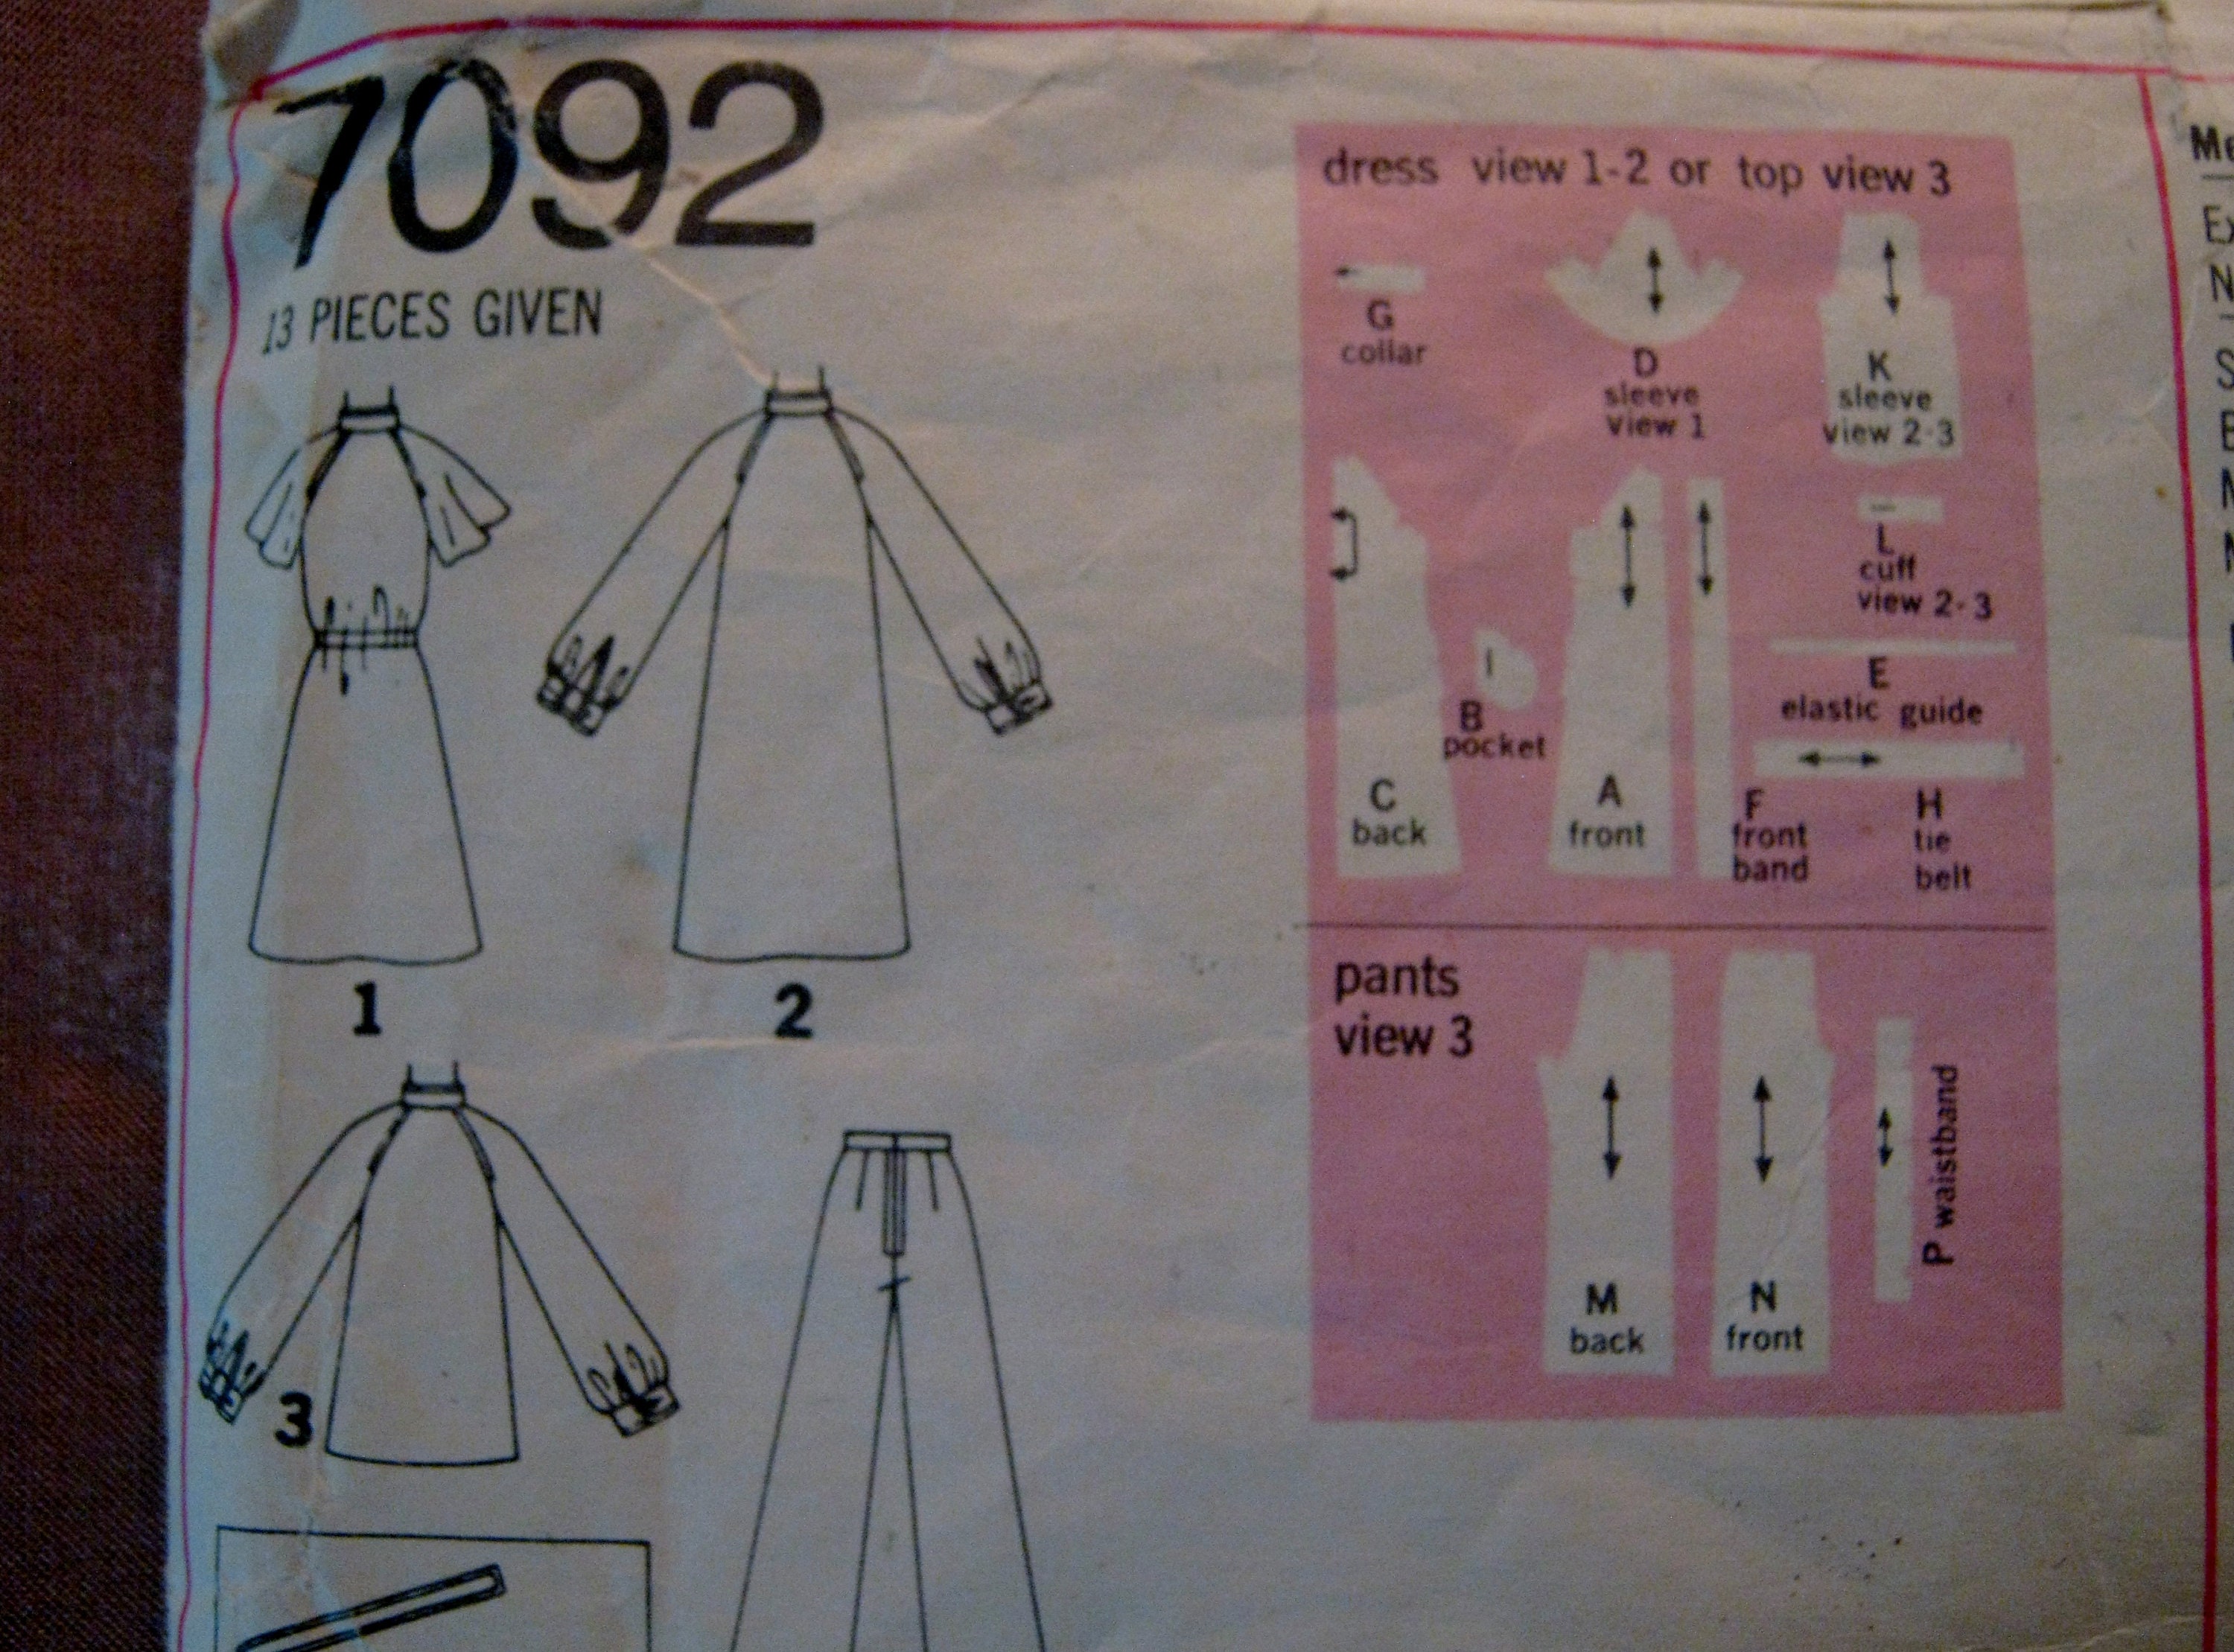 7092
13 PIECES GIVEN
1
2
3
dress view 1-2 or top view 3
G
collar
D
sleeve
view 1
K
sleeve
view 2-3
L
cuff
view 2-3
E
elastic guide
B
pocket
C
back
A
front
F
front
band
H
tie
belt
pants
view 3
M
back
N
front
P waistband